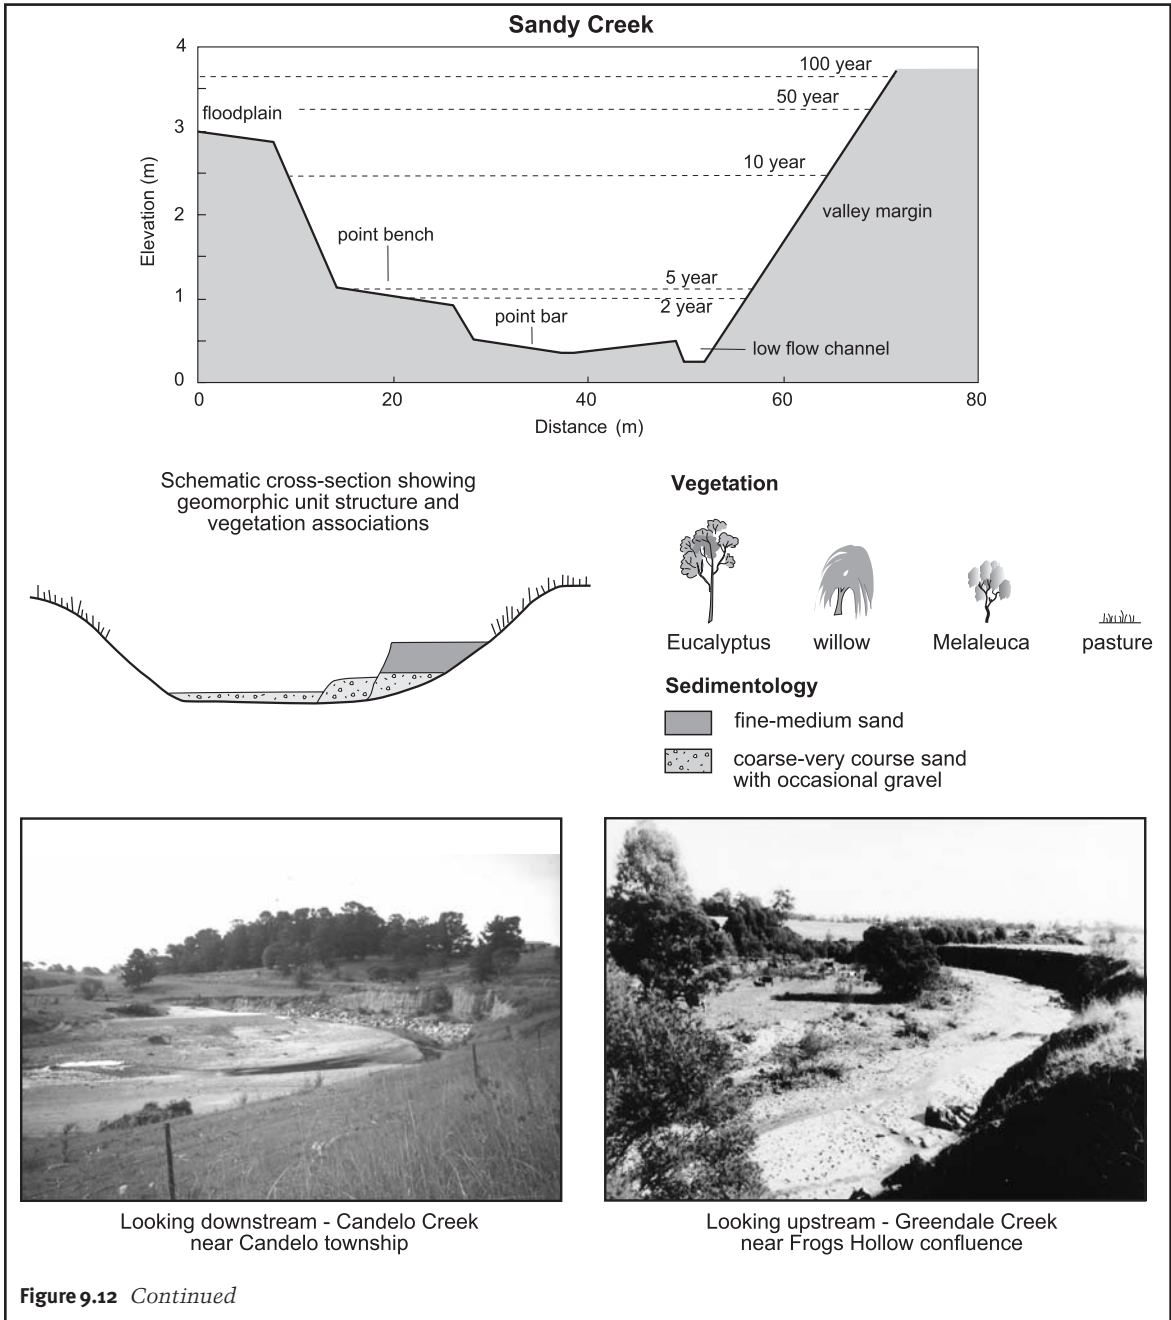 Sandy Creek
4
100 year
50 year
floodplain
3
10 year
Elevation (m)
valley margin
2
point bench
5 year
1
2 year
point bar
low flow channel
0
0 20 40 60 80
Distance (m)
Schematic cross-section showing
geomorphic unit structure and
vegetation associations
Vegetation
Eucalyptus willow Melaleuca pasture
Sedimentology
fine-medium sand
coarse-very course sand
with occasional gravel
Looking downstream - Candelo Creek
near Candelo township
Looking upstream - Greendale Creek
near Frogs Hollow confluence
Figure 9.12 Continued